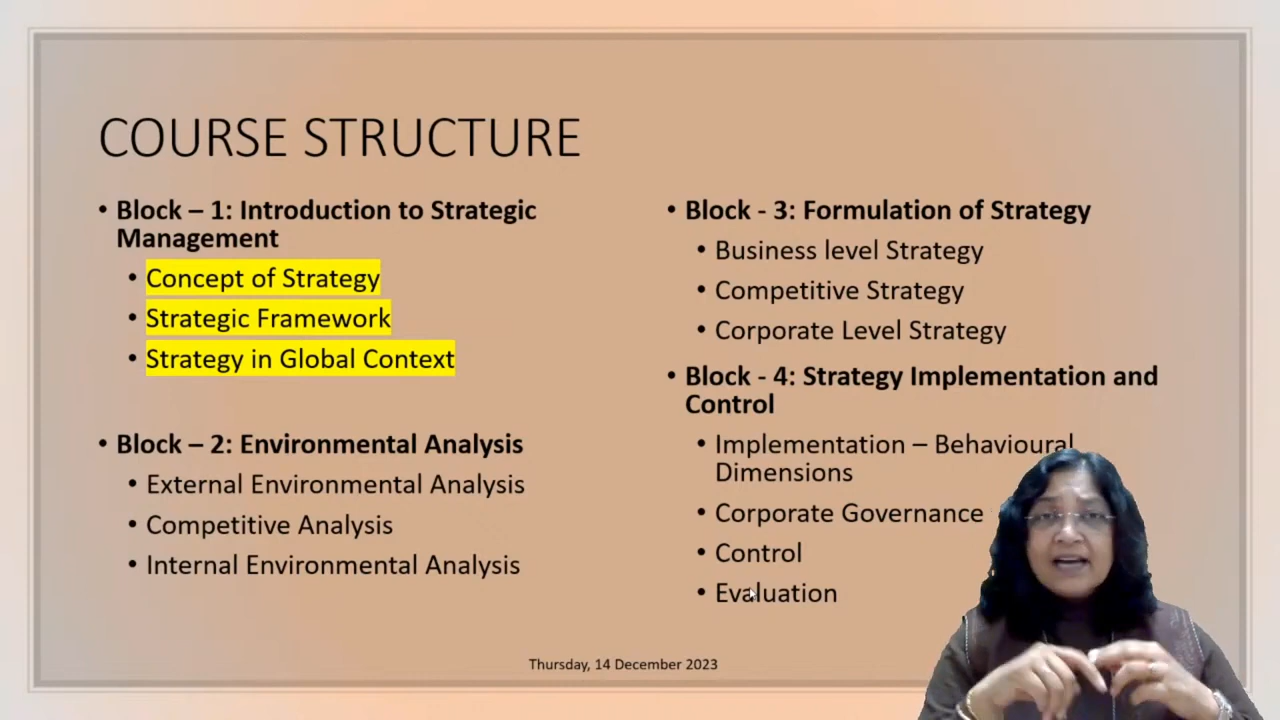 COURSE STRUCTURE
• Block – 1: Introduction to Strategic
Management
• Concept of Strategy
• Strategic Framework
• Strategy in Global Context
• Block – 2: Environmental Analysis
• External Environmental Analysis
• Competitive Analysis
• Internal Environmental Analysis
• Block - 3: Formulation of Strategy
• Business level Strategy
• Competitive Strategy
• Corporate Level Strategy
• Block - 4: Strategy Implementation and
Control
• Implementation – Behavioural
Dimensions
• Corporate Governance
• Control
• Evaluation
Thursday, 14 December 2023